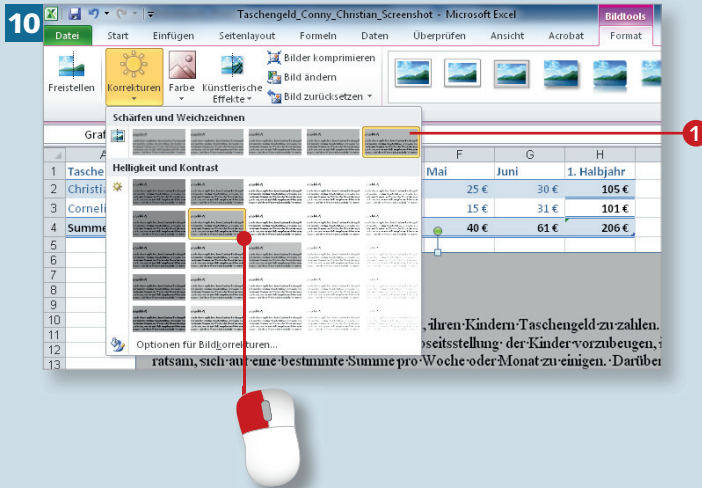 10
Taschengeld_Conny_Christian_Screenshot - Microsoft Excel
Bildtools
Datei Start Einfügen Seitenlayout Formeln Daten Überprüfen Ansicht Acrobat Format
Freistellen
Korrekturen
Farbe
Künstlerische Effekte
Bilder komprimieren
Bild ändern
Bild zurücksetzen
Schärfen und Weichzeichnen
1
Helligkeit und Kontrast
Optionen für Bildkorrekturen...
Graf
A F G H
1 Tasche Mai Juni 1. Halbjahr
2 Christi 25 € 30 € 105 €
3 Corneli 15 € 31 € 101 €
4 Summe 40 € 61 € 206 €
5
6
7
8
9
10
11
12
13
, ihren·Kindern·Taschengeld·zu·zahlen.
seitsstellung· der·Kinder·vorzubeugen,
ratsam,·sich·auf·eine·bestimmte·Summe·pro·Woche·oder·Monat·zu·einigen.··Darüber